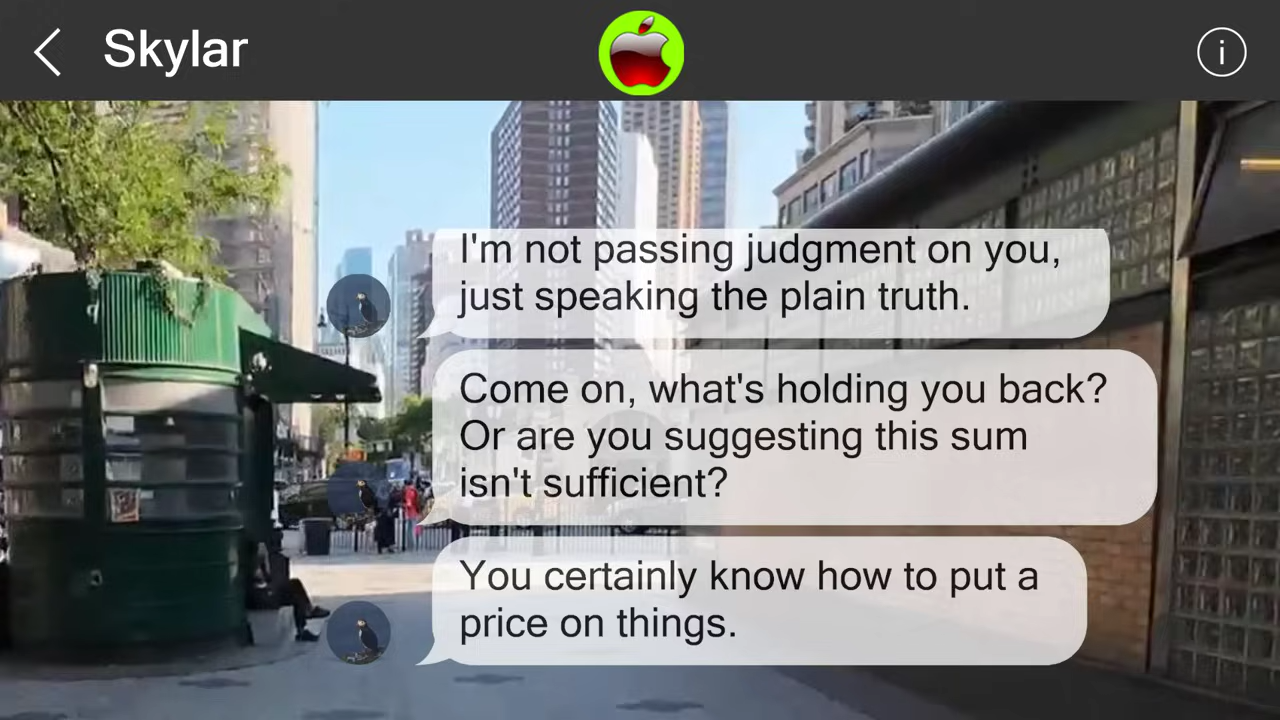 Skylar
I'm not passing judgment on you,
just speaking the plain truth.
Come on, what's holding you back?
Or are you suggesting this sum
isn't sufficient?
You certainly know how to put a
price on things.